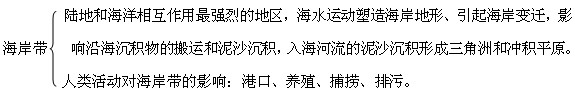 陆地和海洋相互作用最强烈的地区，海水运动塑造海岸地形、引起海岸变迁，影
海岸带
响沿海沉积物的搬运和泥沙沉积，入海河流的泥沙沉积形成三角洲和冲积平原。
人类活动对海岸带的影响：港口、养殖、捕捞、排污。